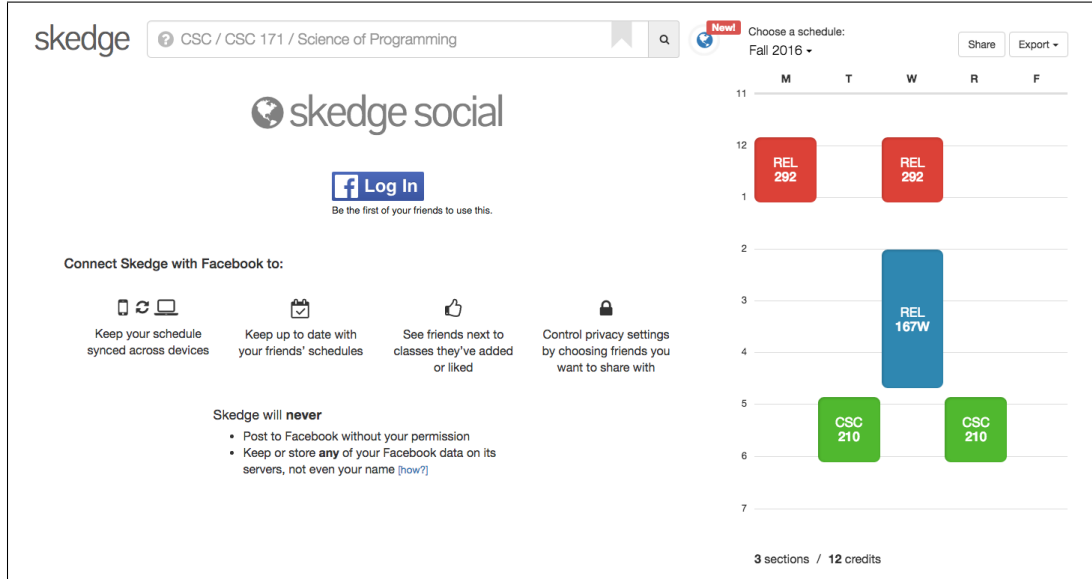 skedge
CSC / CSC 171 / Science of Programming
New!
Choose a schedule:
Fall 2016
Share
Export
skedge social
f Log In
Be the first of your friends to use this.
Connect Skedge with Facebook to:
Keep your schedule
synced across devices
Keep up to date with
your friends' schedules
See friends next to
classes they've added
or liked
Control privacy settings
by choosing friends you
want to share with
Skedge will never
• Post to Facebook without your permission
• Keep or store any of your Facebook data on its
servers, not even your name [how?]
M T W R F
11
12
REL
292
REL
292
1
2
3
REL
167W
4
5
CSC
210
CSC
210
6
7
3 sections / 12 credits